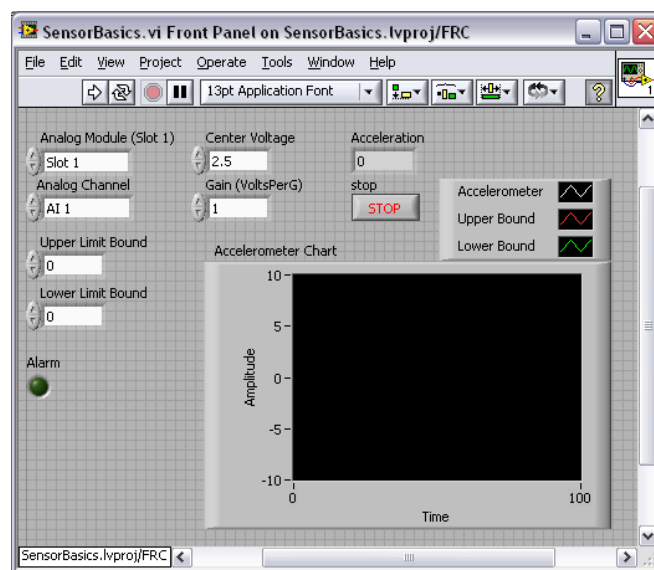 SensorBasics.vi Front Panel on SensorBasics.lvproj/FRC
File Edit View Project Operate Tools Window Help
13pt Application Font
?
1
Analog Module (Slot 1)
Slot 1
Center Voltage
2.5
Acceleration
0
Analog Channel
AI 1
Gain (VoltsPerG)
1
stop
STOP
Accelerometer
Upper Bound
Lower Bound
Upper Limit Bound
0
Lower Limit Bound
0
Alarm
Accelerometer Chart
10
5
0
-5
-10
Amplitude
0
100
Time
SensorBasics.lvproj/FRC